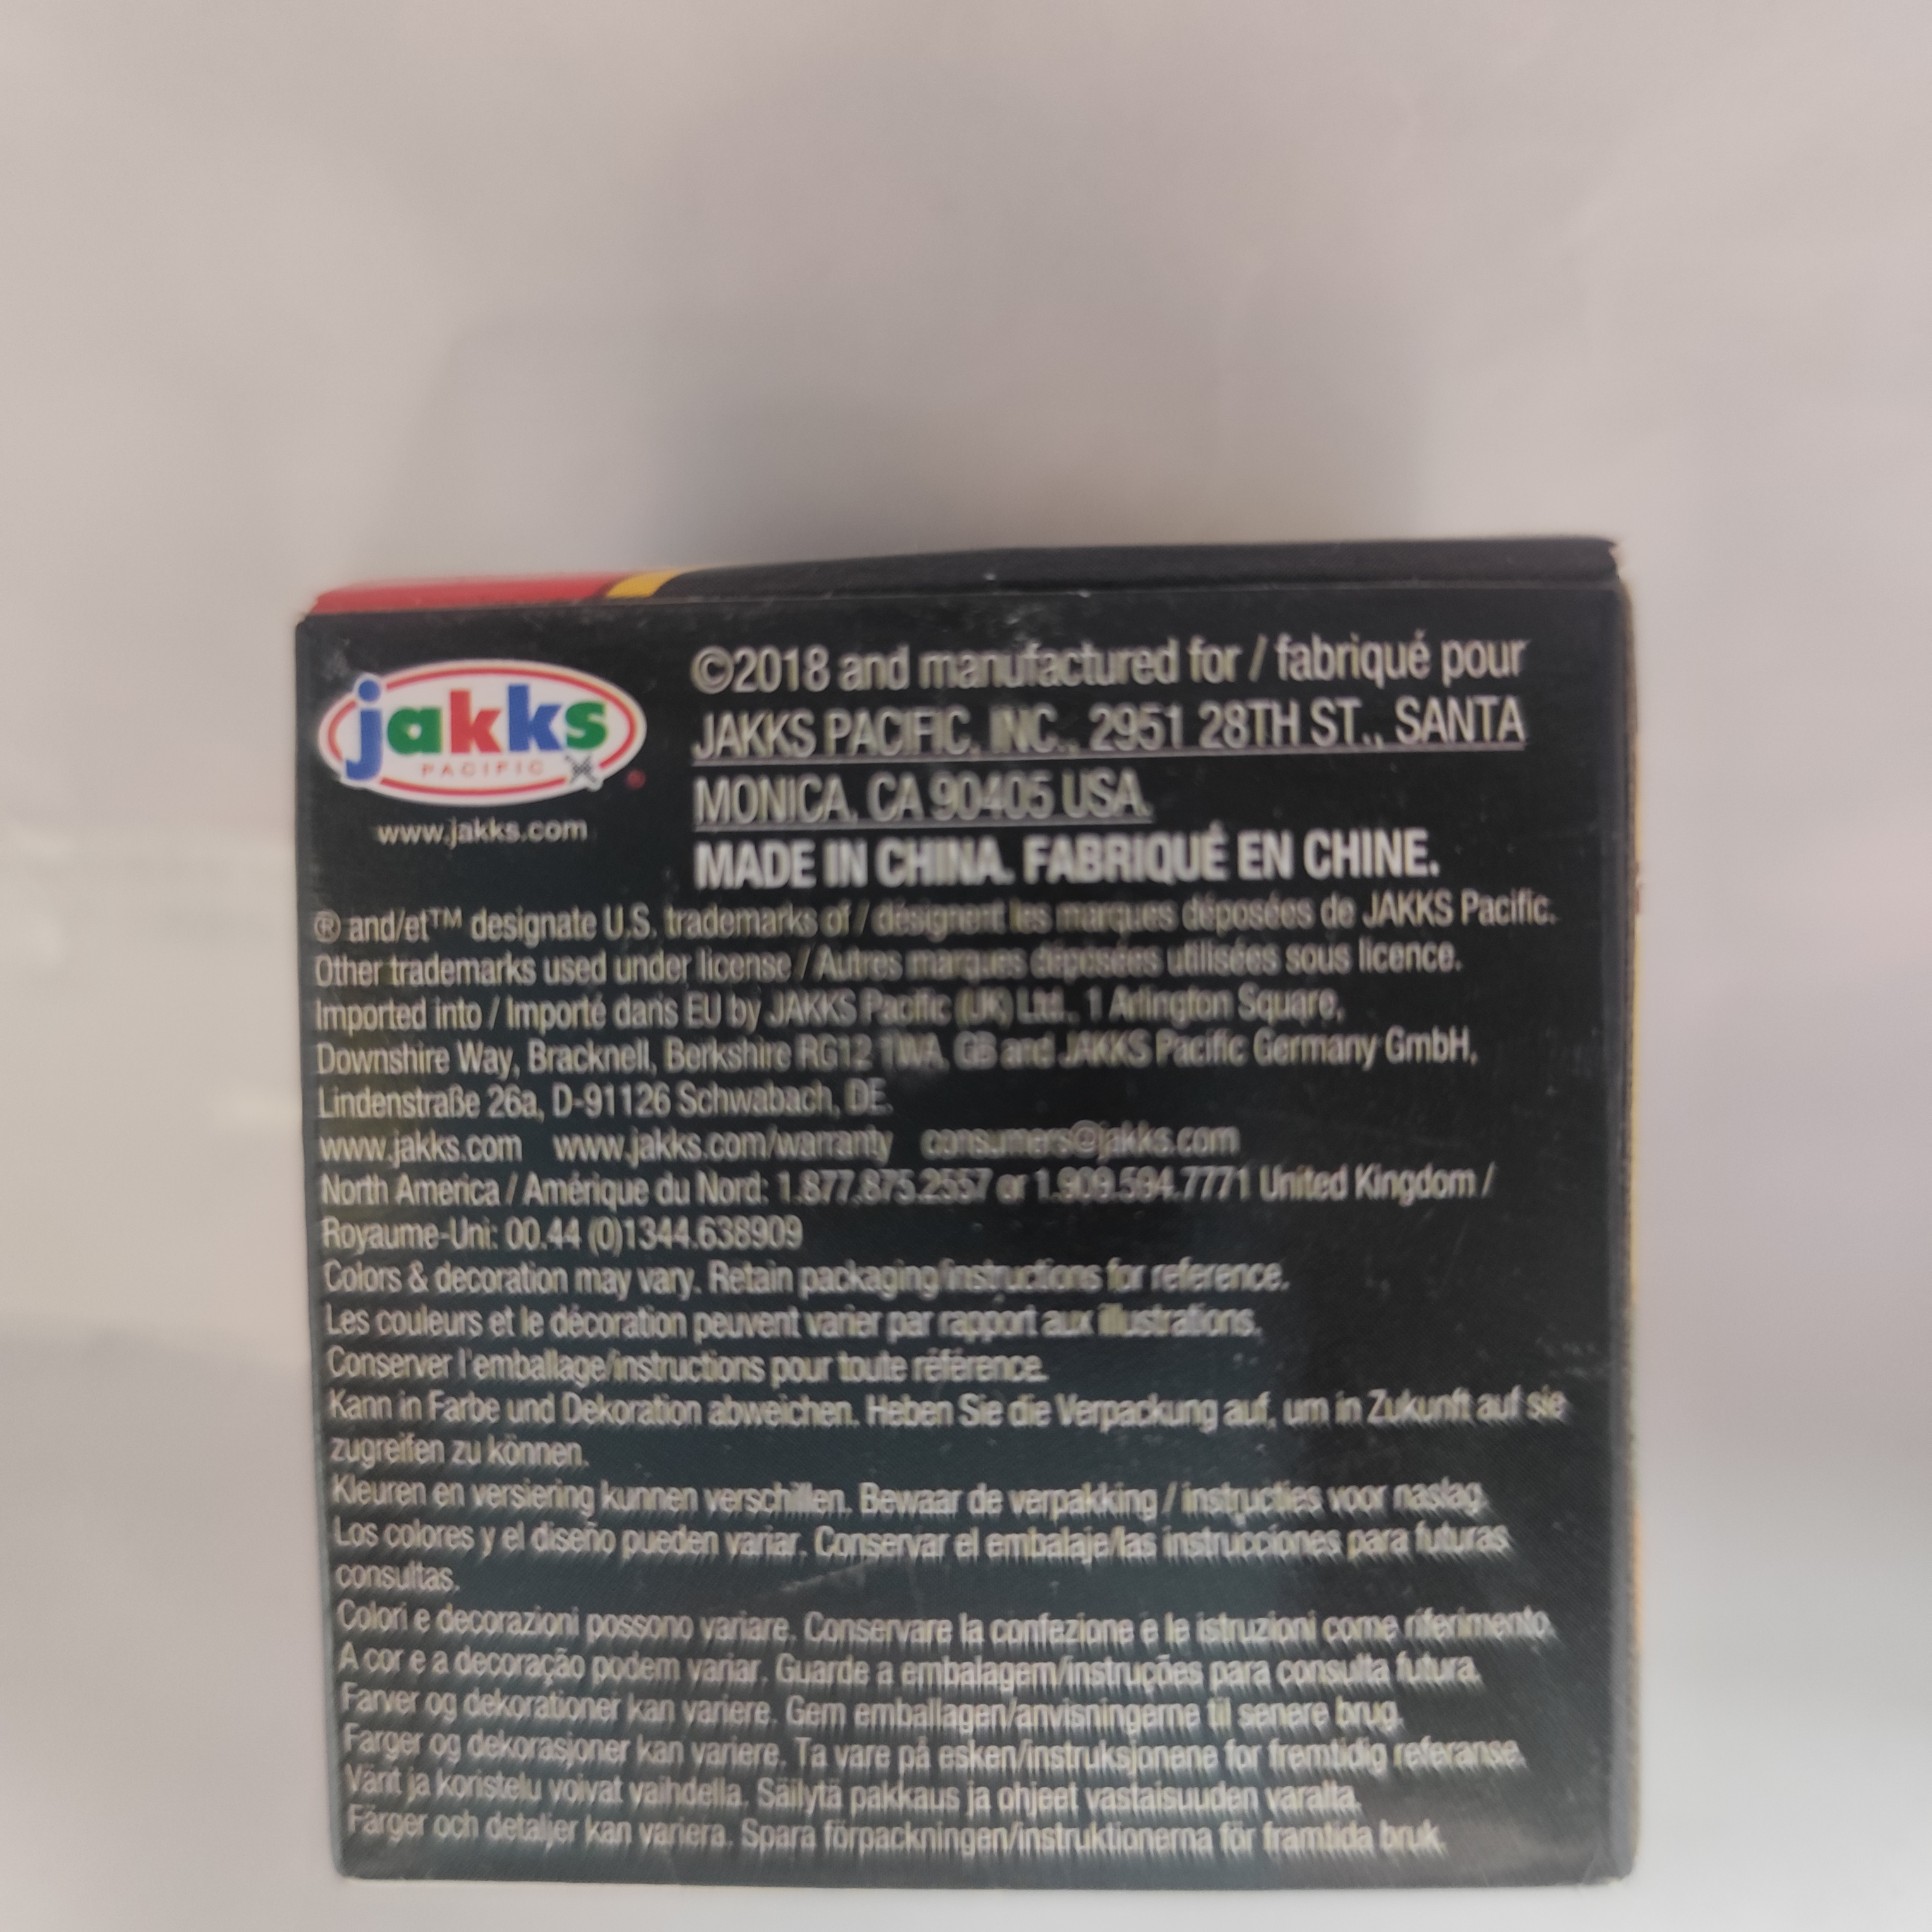 jakks
PACIFIC
www.jakks.com
©2018 and manufactured for / fabriqué pour
JAKKS PACIFIC, INC., 2951 28TH ST., SANTA
MONICA, CA 90405 USA.
MADE IN CHINA. FABRIQUÉ EN CHINE.
® and/et™ designate U.S. trademarks of / désignent les marques déposées de JAKKS Pacific.
Other trademarks used under license / Autres marques déposées utilisées sous licence.
Imported into / Importé dans EU by JAKKS Pacific (UK) Ltd., 1 Arlington Square,
Downshire Way, Bracknell, Berkshire RG12 1WA, GB and JAKKS Pacific Germany GmbH,
Lindenstraße 26a, D-91126 Schwabach, DE.
www.jakks.com www.jakks.com/warranty consumers@jakks.com
North America / Amérique du Nord: 1.877.875.2557 or 1.909.594.7771 United Kingdom /
Royaume-Uni: 00.44 (0)1344.638909
Colors & decoration may vary. Retain packaging/instructions for reference.
Les couleurs et le décoration peuvent varier par rapport aux illustrations.
Conserver l'emballage/instructions pour toute référence.
Kann in Farbe und Dekoration abweichen. Heben Sie die Verpackung auf, um in Zukunft auf sie
zugreifen zu können.
Kleuren en versiering kunnen verschillen. Bewaar de verpakking / instructies voor naslag.
Los colores y el diseño pueden variar. Conservar el embalaje/las instrucciones para futuras
consultas.
Colori e decorazioni possono variare. Conservare la confezione e le istruzioni come riferimento.
A cor e a decoração podem variar. Guarde a embalagem/instruções para consulta futura.
Farver og dekorationer kan variere. Gem emballagen/anvisningerne til senere brug.
Farger og dekorasjoner kan variere. Ta vare på esken/instruksjonene for fremtidig referanse.
Värit ja koristelu voivat vaihdella. Säilytä pakkaus ja ohjeet vastaisuuden varalta.
Färger och detaljer kan variera. Spara förpackningen/instruktionerna för framtida bruk.